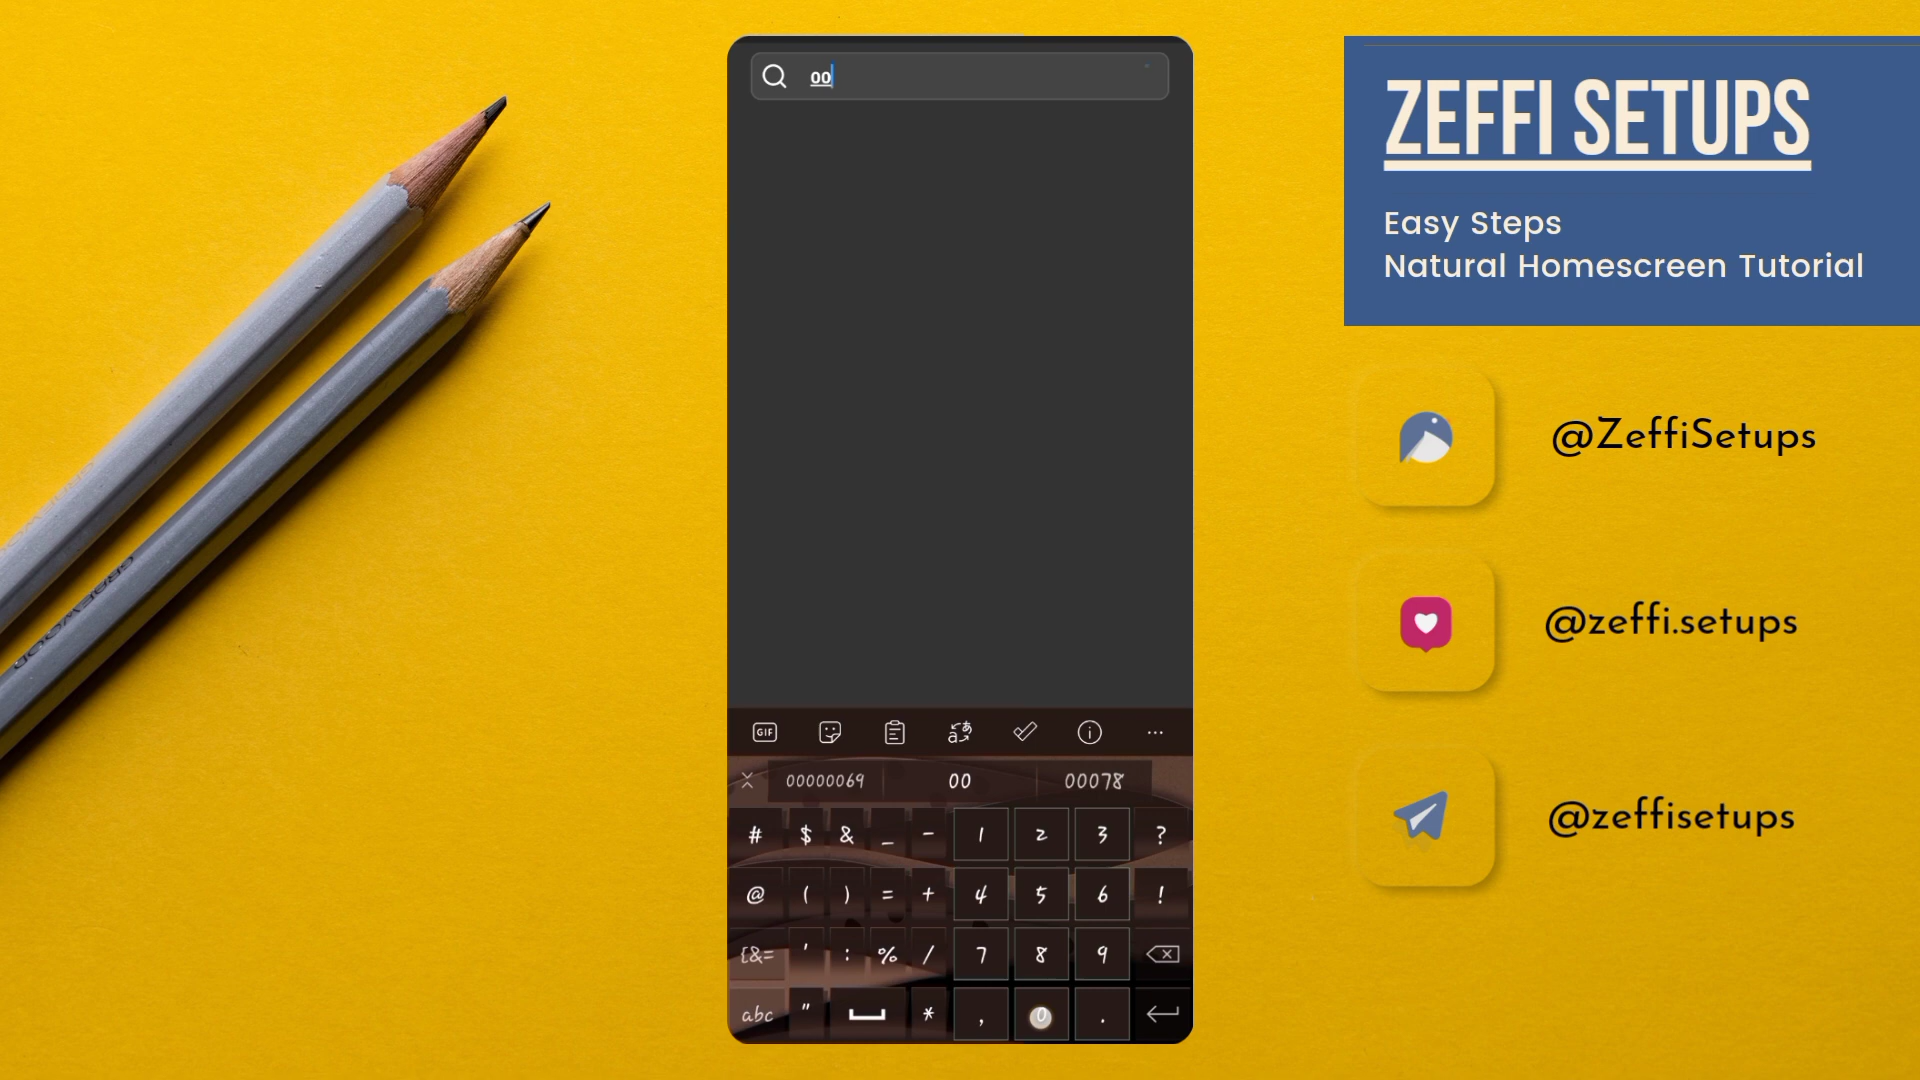 00
ZEFFI SETUPS
Easy Steps
Natural Homescreen Tutorial
@ZeffiSetups
@zeffi.setups
@zeffisetups
GIF
00000069 00 00078
# $ & _ - 1 2 3 ?
@ ( ) = + 4 5 6 !
{&= ' : % / 7 8 9
abc " * , 0 .